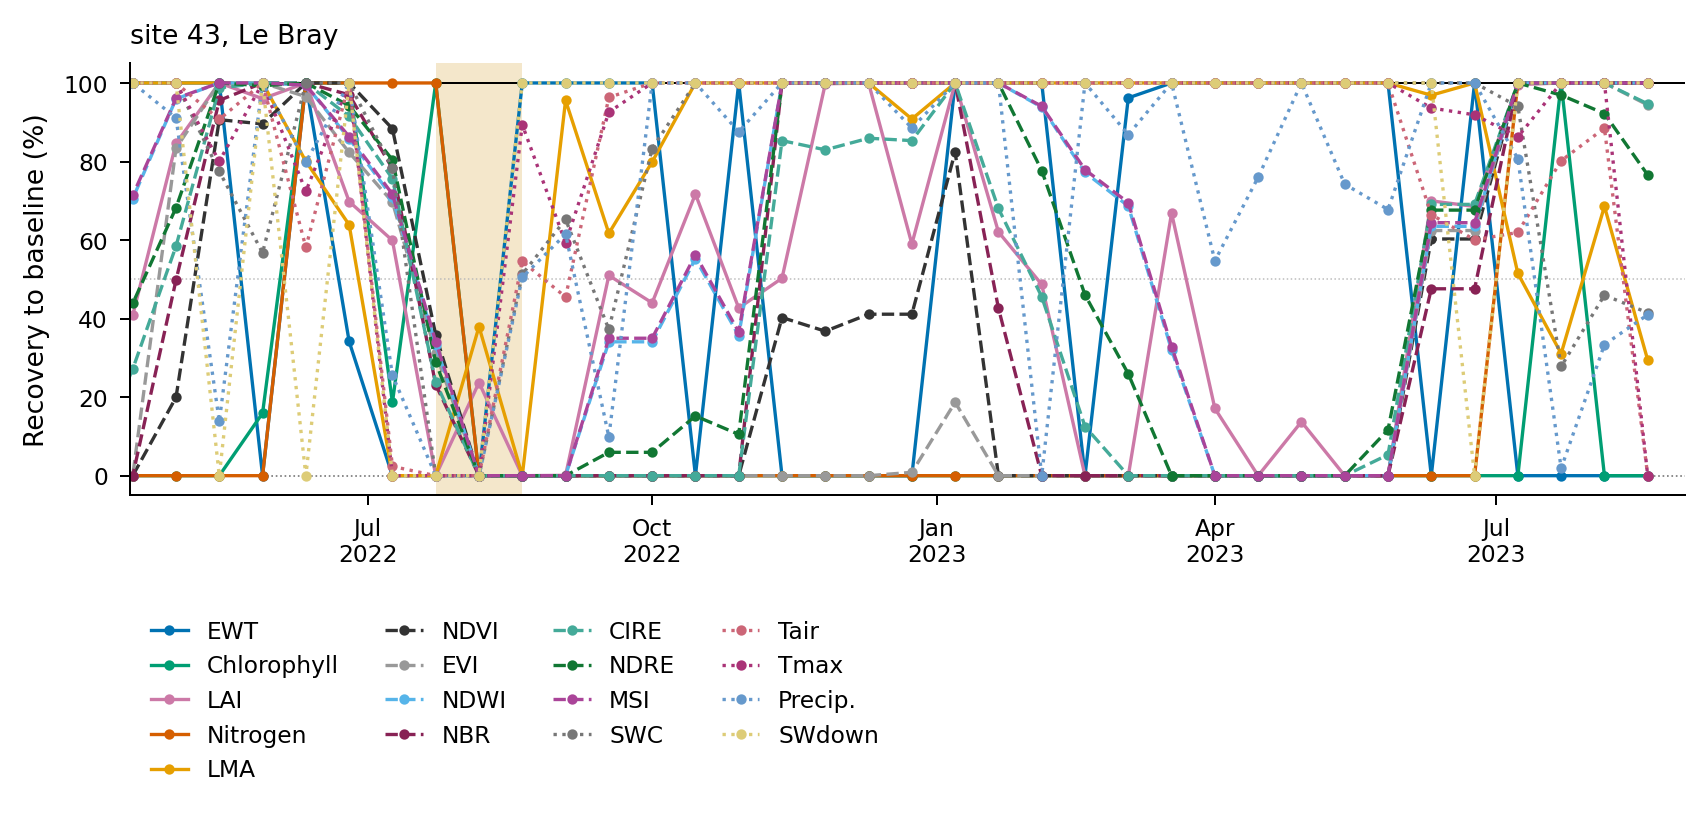 site 43, Le Bray
Recovery to baseline (%)
100
80
60
40
20
0
Jul Oct Jan Apr Jul
2022 2022 2023 2023 2023
EWT NDVI CIRE Tair
Chlorophyll EVI NDRE Tmax
LAI NDWI MSI Precip.
Nitrogen NBR SWC SWdown
LMA